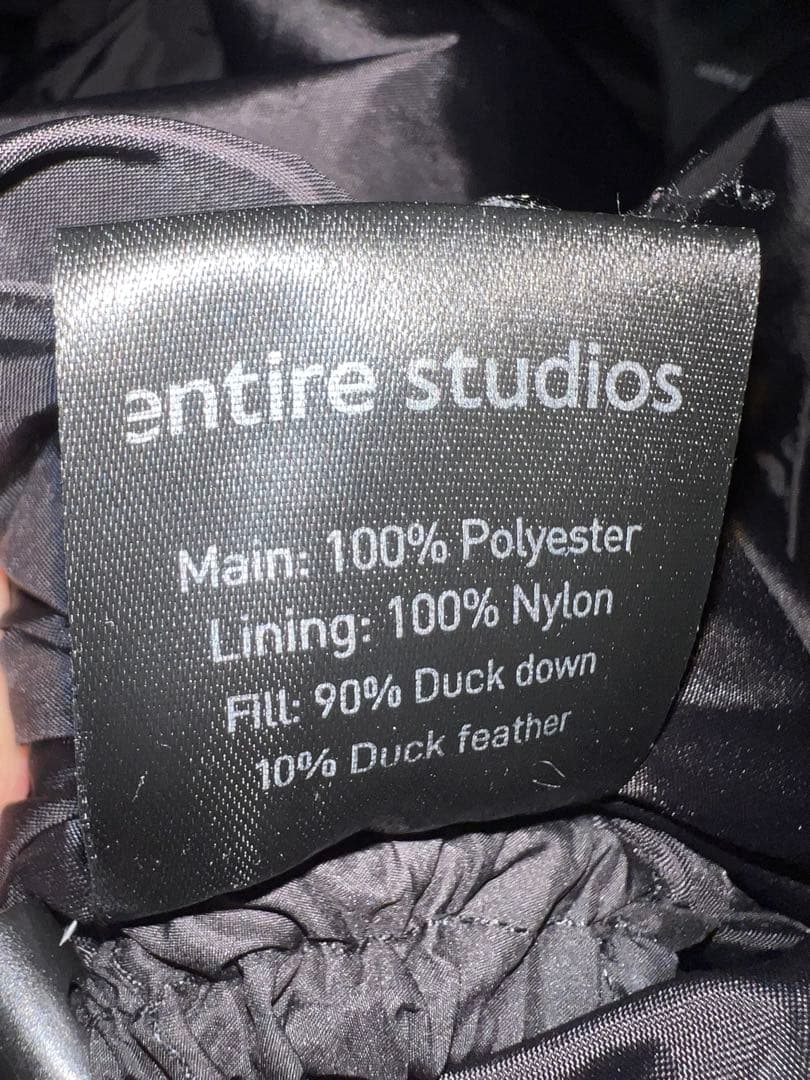 entire studios
Main: 100% Polyester
Lining: 100% Nylon
Fill: 90% Duck down
10% Duck feather